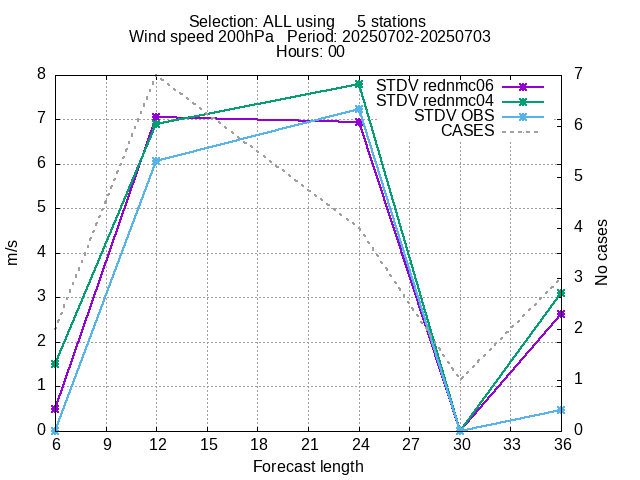 Selection: ALL using     5 stations
Wind speed 200hPa   Period: 20250702-20250703
Hours: 00
STDV rednmc06
STDV rednmc04
STDV OBS
CASES
8
7
6
5
4
3
2
1
0
m/s
7
6
5
4
3
2
1
0
No cases
6 9 12 15 18 21 24 27 30 33 36
Forecast length